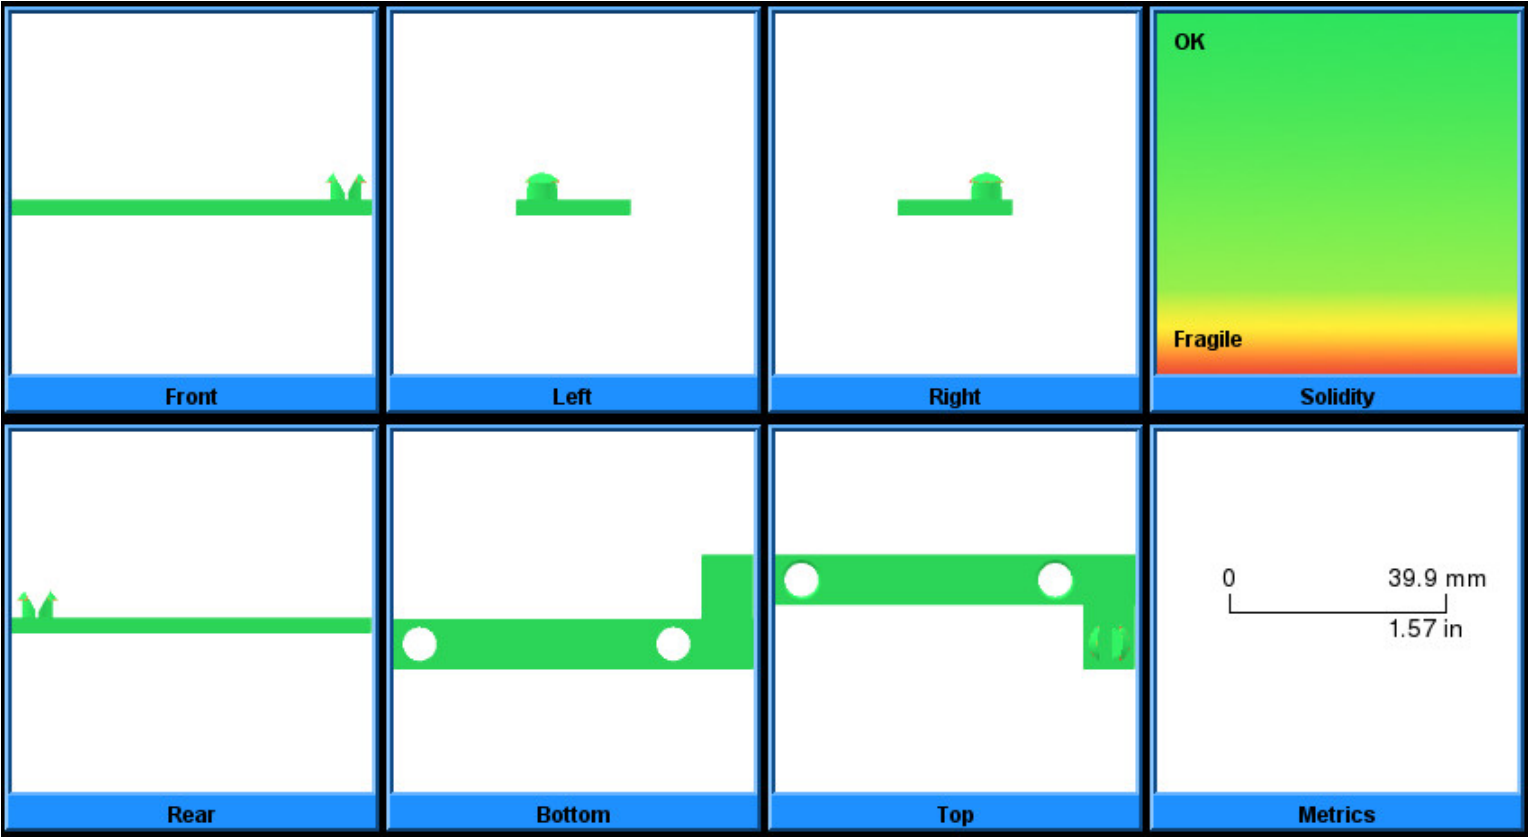 OK
Fragile
Front
Left
Right
Solidity
0
39.9 mm
1.57 in
Rear
Bottom
Top
Metrics